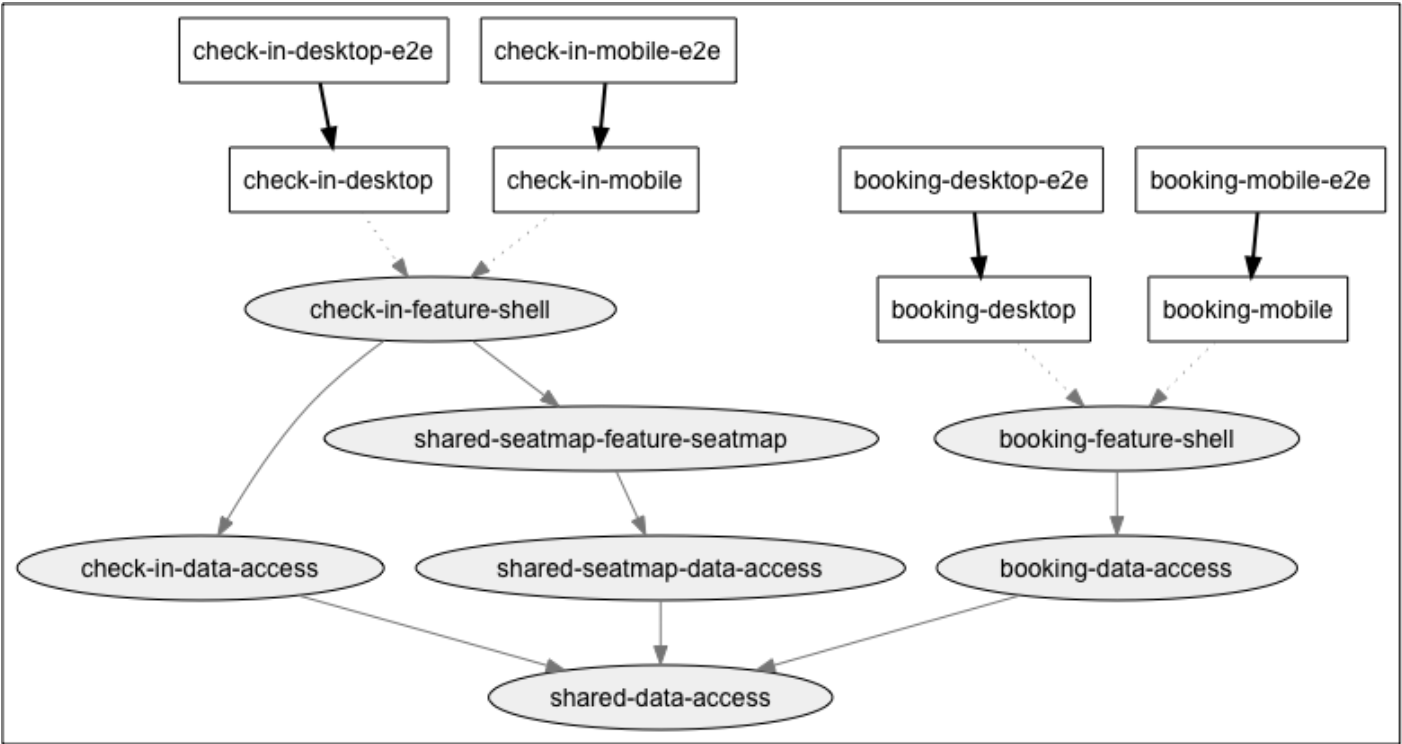 check-in-desktop-e2e
check-in-mobile-e2e
check-in-desktop
check-in-mobile
booking-desktop-e2e
booking-mobile-e2e
check-in-feature-shell
booking-desktop
booking-mobile
shared-seatmap-feature-seatmap
booking-feature-shell
check-in-data-access
shared-seatmap-data-access
booking-data-access
shared-data-access